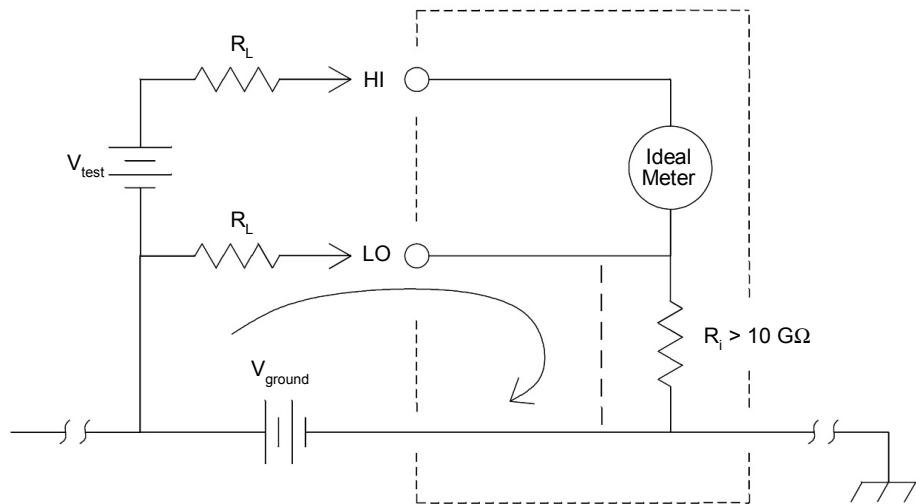 R_L
HI
V_test
Ideal
Meter
R_L
LO
R_i > 10 GΩ
V_ground